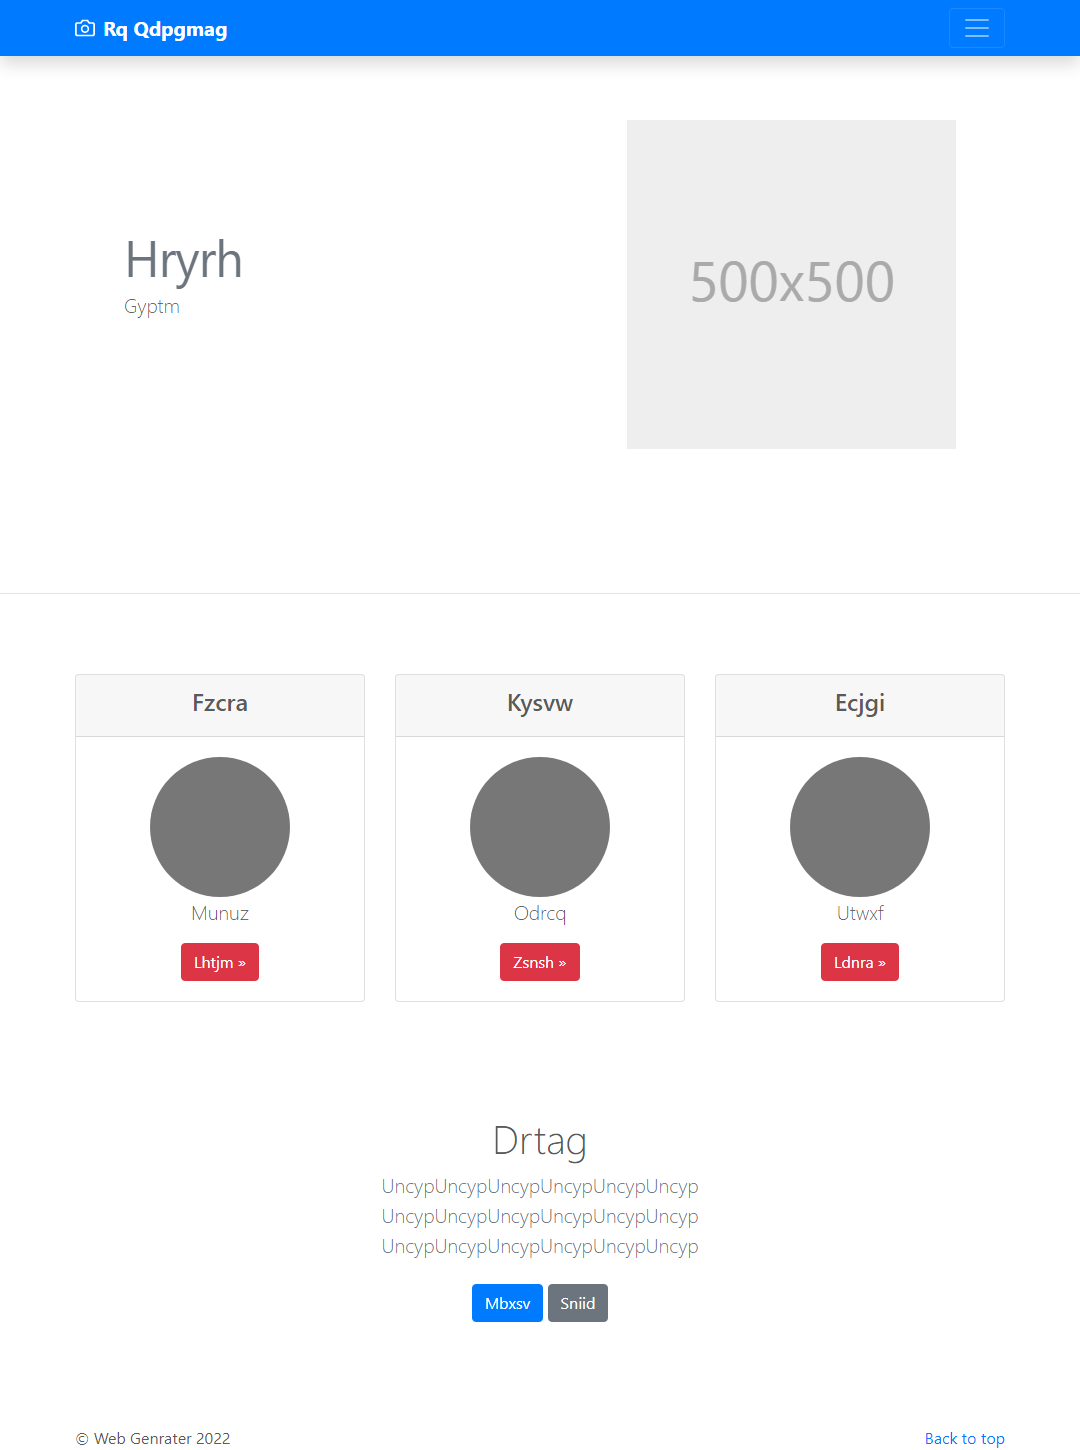 Rq Qdpgmag
Hryrh
Gyptm
500x500
Fzcra
Kysvw
Ecjgi
Munuz
Odrcq
Utwxf
Lhtjm »
Zsnsh »
Ldnra »
Drtag
UncypUncypUncypUncypUncypUncyp
UncypUncypUncypUncypUncypUncyp
UncypUncypUncypUncypUncypUncyp
Mbxsv
Sniid
© Web Genrater 2022
Back to top